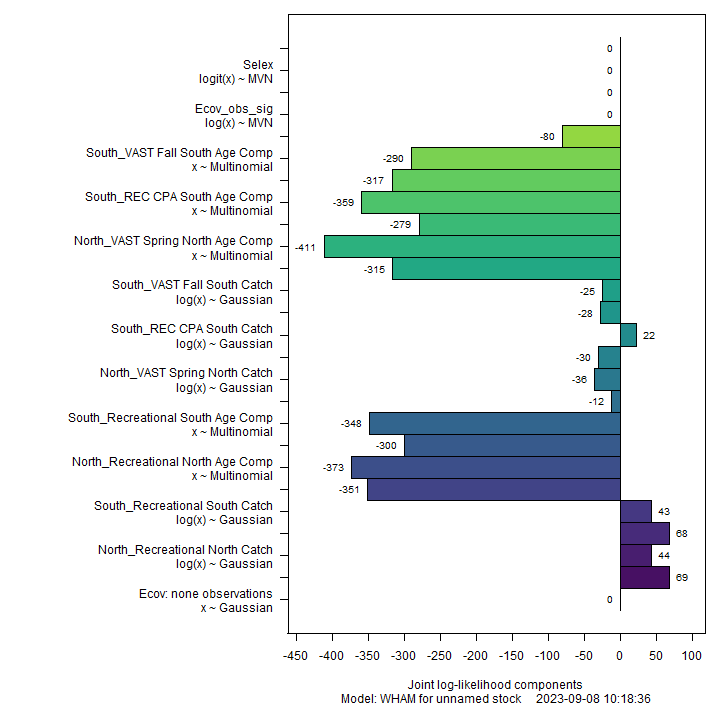 0
Selex
logit(x) ~ MVN
0
0
Ecov_obs_sig
log(x) ~ MVN
0
-80
South_VAST Fall South Age Comp
x ~ Multinomial
-290
-317
South_REC CPA South Age Comp
x ~ Multinomial
-359
-279
North_VAST Spring North Age Comp
x ~ Multinomial
-411
-315
South_VAST Fall South Catch
log(x) ~ Gaussian
-25
-28
South_REC CPA South Catch
log(x) ~ Gaussian
22
-30
North_VAST Spring North Catch
log(x) ~ Gaussian
-36
-12
South_Recreational South Age Comp
x ~ Multinomial
-348
-300
North_Recreational North Age Comp
x ~ Multinomial
-373
-351
South_Recreational South Catch
log(x) ~ Gaussian
43
68
North_Recreational North Catch
log(x) ~ Gaussian
44
69
Ecov: none observations
x ~ Gaussian
0
-450 -400 -350 -300 -250 -200 -150 -100 -50 0 50 100
Joint log-likelihood components
Model: WHAM for unnamed stock 2023-09-08 10:18:36